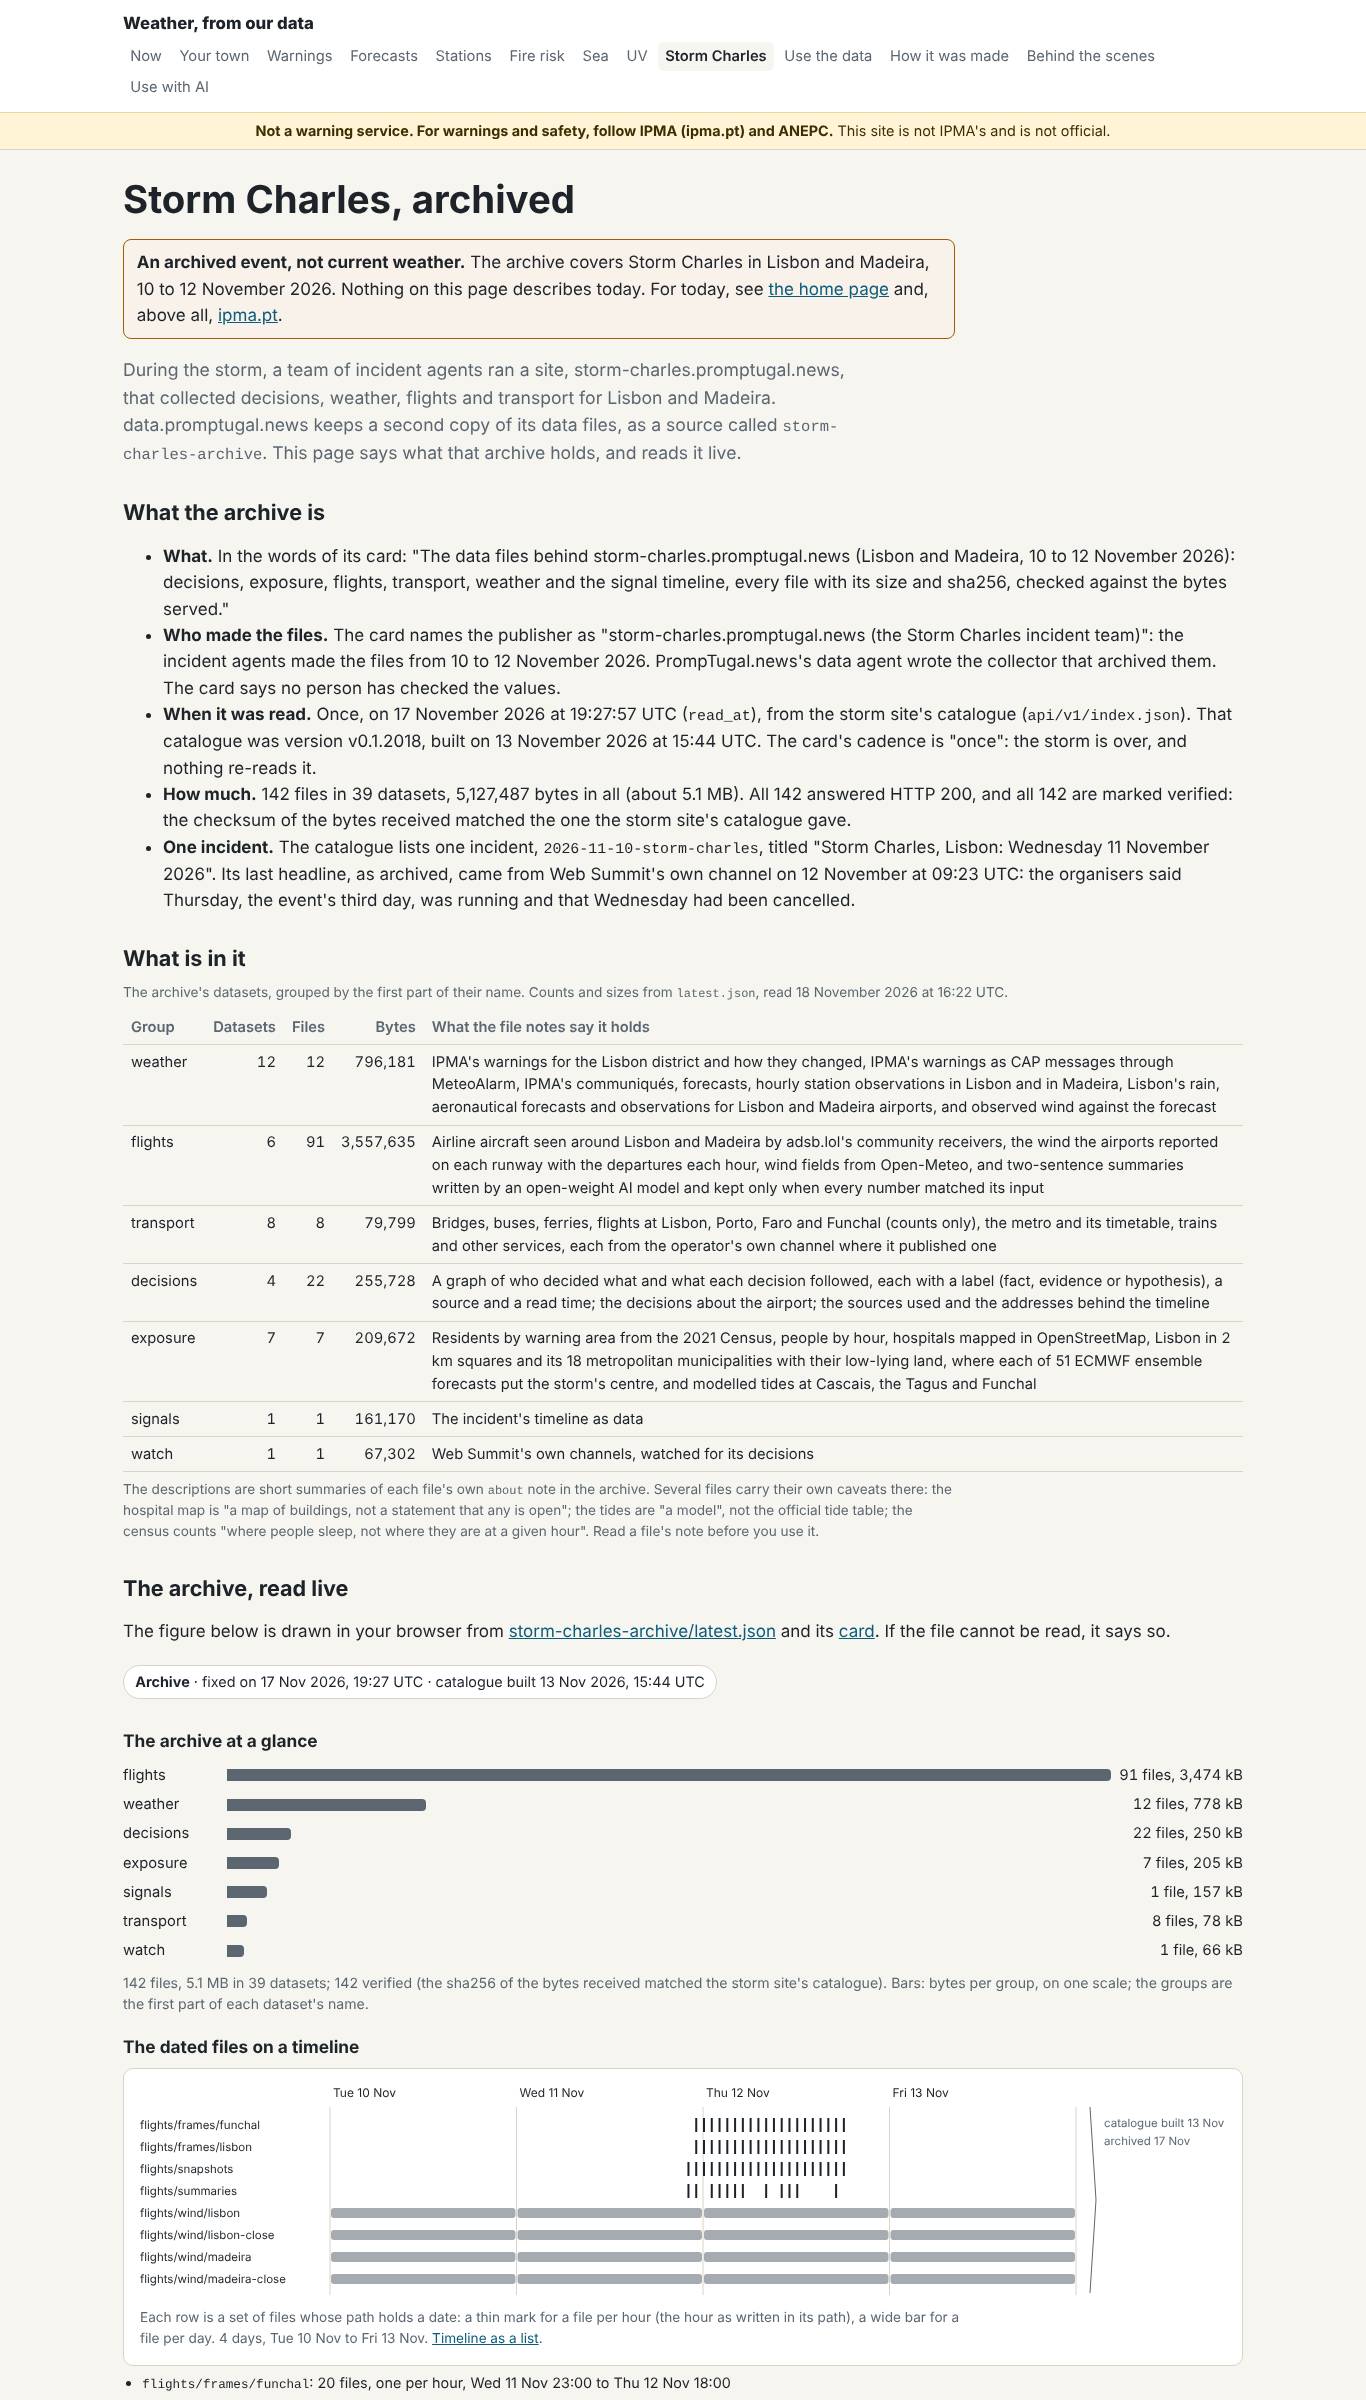 Weather, from our data
Now Your town Warnings Forecasts Stations Fire risk Sea UV Storm Charles Use the data How it was made Behind the scenes
Use with AI
Not a warning service. For warnings and safety, follow IPMA (ipma.pt) and ANEPC. This site is not IPMA's and is not official.
Storm Charles, archived
An archived event, not current weather. The archive covers Storm Charles in Lisbon and Madeira,
10 to 12 November 2026. Nothing on this page describes today. For today, see the home page and,
above all, ipma.pt.
During the storm, a team of incident agents ran a site, storm-charles.promptugal.news,
that collected decisions, weather, flights and transport for Lisbon and Madeira.
data.promptugal.news keeps a second copy of its data files, as a source called storm-
charles-archive. This page says what that archive holds, and reads it live.
What the archive is
• What. In the words of its card: "The data files behind storm-charles.promptugal.news (Lisbon and Madeira, 10 to 12 November 2026):
decisions, exposure, flights, transport, weather and the signal timeline, every file with its size and sha256, checked against the bytes
served."
• Who made the files. The card names the publisher as "storm-charles.promptugal.news (the Storm Charles incident team)": the
incident agents made the files from 10 to 12 November 2026. PrompTugal.news's data agent wrote the collector that archived them.
The card says no person has checked the values.
• When it was read. Once, on 17 November 2026 at 19:27:57 UTC (read_at), from the storm site's catalogue (api/v1/index.json). That
catalogue was version v0.1.2018, built on 13 November 2026 at 15:44 UTC. The card's cadence is "once": the storm is over, and
nothing re-reads it.
• How much. 142 files in 39 datasets, 5,127,487 bytes in all (about 5.1 MB). All 142 answered HTTP 200, and all 142 are marked verified:
the checksum of the bytes received matched the one the storm site's catalogue gave.
• One incident. The catalogue lists one incident, 2026-11-10-storm-charles, titled "Storm Charles, Lisbon: Wednesday 11 November
2026". Its last headline, as archived, came from Web Summit's own channel on 12 November at 09:23 UTC: the organisers said
Thursday, the event's third day, was running and that Wednesday had been cancelled.
What is in it
The archive's datasets, grouped by the first part of their name. Counts and sizes from latest.json, read 18 November 2026 at 16:22 UTC.
Group Datasets Files Bytes What the file notes say it holds
weather 12 12 796,181 IPMA's warnings for the Lisbon district and how they changed, IPMA's warnings as CAP messages through
MeteoAlarm, IPMA's communiqués, forecasts, hourly station observations in Lisbon and in Madeira, Lisbon's rain,
aeronautical forecasts and observations for Lisbon and Madeira airports, and observed wind against the forecast
flights 6 91 3,557,635 Airline aircraft seen around Lisbon and Madeira by adsb.lol's community receivers, the wind the airports reported
on each runway with the departures each hour, wind fields from Open-Meteo, and two-sentence summaries
written by an open-weight AI model and kept only when every number matched its input
transport 8 8 79,799 Bridges, buses, ferries, flights at Lisbon, Porto, Faro and Funchal (counts only), the metro and its timetable, trains
and other services, each from the operator's own channel where it published one
decisions 4 22 255,728 A graph of who decided what and what each decision followed, each with a label (fact, evidence or hypothesis), a
source and a read time; the decisions about the airport; the sources used and the addresses behind the timeline
exposure 7 7 209,672 Residents by warning area from the 2021 Census, people by hour, hospitals mapped in OpenStreetMap, Lisbon in 2
km squares and its 18 metropolitan municipalities with their low-lying land, where each of 51 ECMWF ensemble
forecasts put the storm's centre, and modelled tides at Cascais, the Tagus and Funchal
signals 1 1 161,170 The incident's timeline as data
watch 1 1 67,302 Web Summit's own channels, watched for its decisions
The descriptions are short summaries of each file's own about note in the archive. Several files carry their own caveats there: the
hospital map is "a map of buildings, not a statement that any is open"; the tides are "a model", not the official tide table; the
census counts "where people sleep, not where they are at a given hour". Read a file's note before you use it.
The archive, read live
The figure below is drawn in your browser from storm-charles-archive/latest.json and its card. If the file cannot be read, it says so.
Archive · fixed on 17 Nov 2026, 19:27 UTC · catalogue built 13 Nov 2026, 15:44 UTC
The archive at a glance
flights 91 files, 3,474 kB
weather 12 files, 778 kB
decisions 22 files, 250 kB
exposure 7 files, 205 kB
signals 1 file, 157 kB
transport 8 files, 78 kB
watch 1 file, 66 kB
142 files, 5.1 MB in 39 datasets; 142 verified (the sha256 of the bytes received matched the storm site's catalogue). Bars: bytes per group, on one scale; the groups are
the first part of each dataset's name.
The dated files on a timeline
Tue 10 Nov Wed 11 Nov Thu 12 Nov Fri 13 Nov
flights/frames/funchal catalogue built 13 Nov
flights/frames/lisbon archived 17 Nov
flights/snapshots
flights/summaries
flights/wind/lisbon
flights/wind/lisbon-close
flights/wind/madeira
flights/wind/madeira-close
Each row is a set of files whose path holds a date: a thin mark for a file per hour (the hour as written in its path), a wide bar for a
file per day. 4 days, Tue 10 Nov to Fri 13 Nov. Timeline as a list.
• flights/frames/funchal: 20 files, one per hour, Wed 11 Nov 23:00 to Thu 12 Nov 18:00